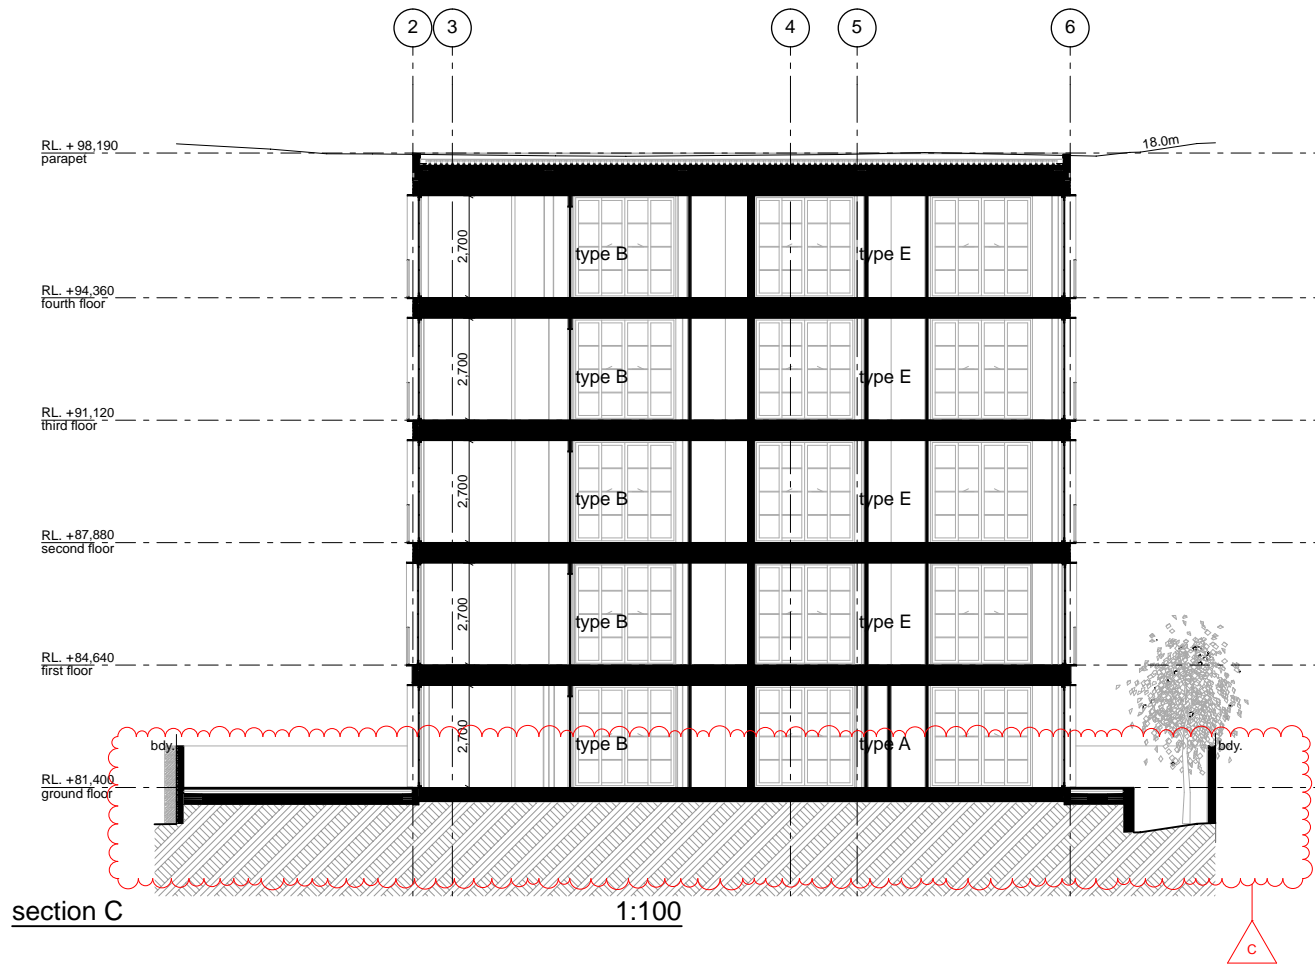 2 3 4 5 6
RL. + 98,190
parapet
18.0m
2,700
type B type E
RL. +94,360
fourth floor
2,700
type B type E
RL. +91,120
third floor
2,700
type B type E
RL. +87,880
second floor
2,700
type B type E
RL. +84,640
first floor
2,700
bdy. type B type A bdy.
RL. +81,400
ground floor
section C 1:100
C